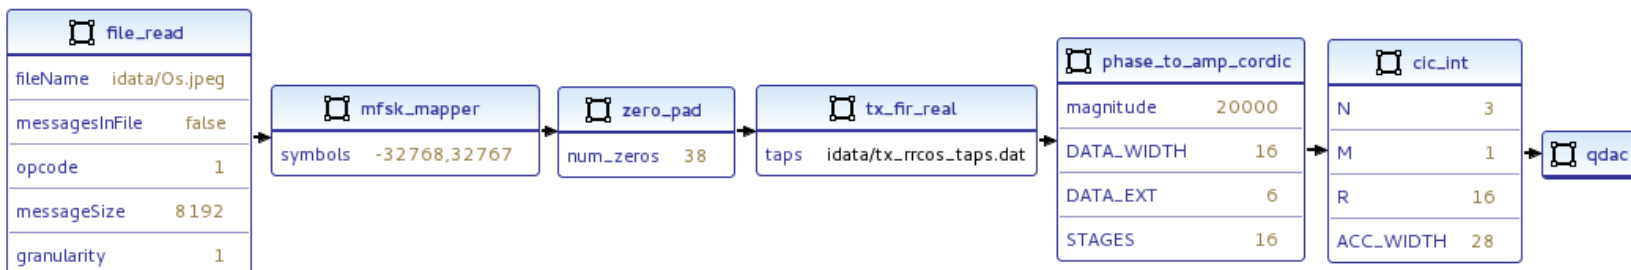 file_read
fileName idata/Os.jpeg
messagesInFile false
opcode 1
messageSize 8192
granularity 1
mfsk_mapper
symbols -32768,32767
zero_pad
num_zeros 38
tx_fir_real
taps idata/tx_rrcos_taps.dat
phase_to_amp_cordic
magnitude 20000
DATA_WIDTH 16
DATA_EXT 6
STAGES 16
cic_int
N 3
M 1
R 16
ACC_WIDTH 28
qdac